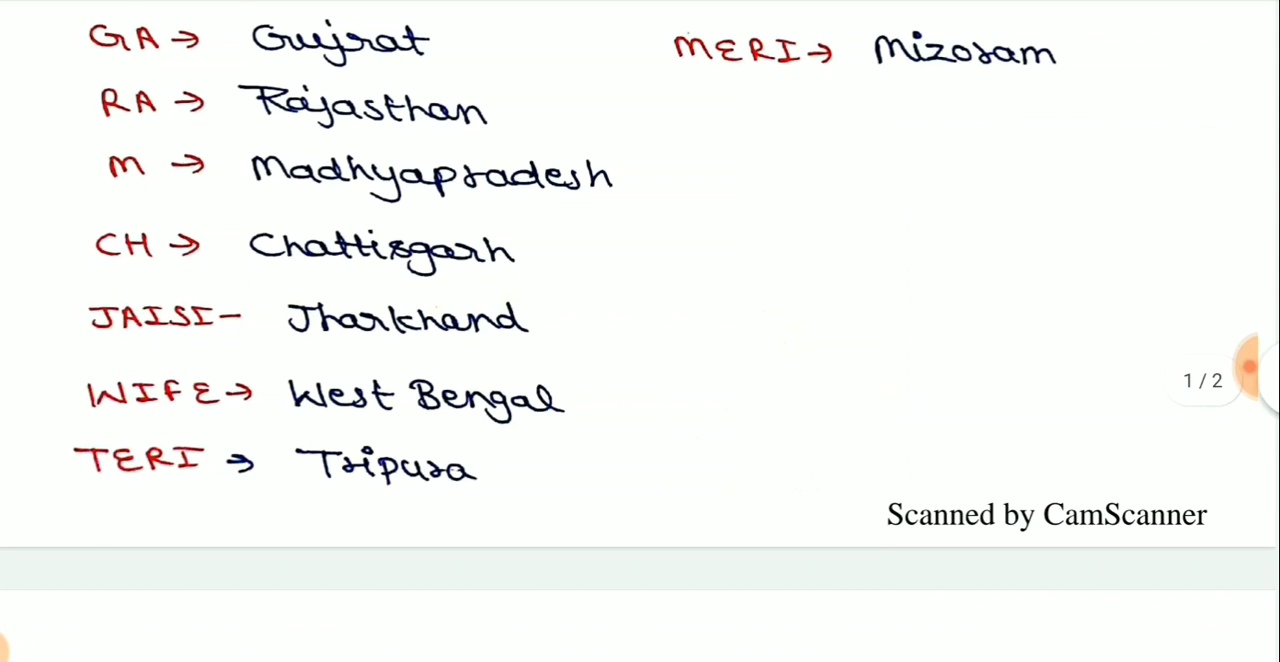 GA → Gujrat
RA → Rajasthan
M → Madhyapradesh
CH → Chattisgarh
JAISI - Jharkhand
WIFE → West Bengal
TERI → Tripura
MERI → Mizoram
1 / 2
Scanned by CamScanner